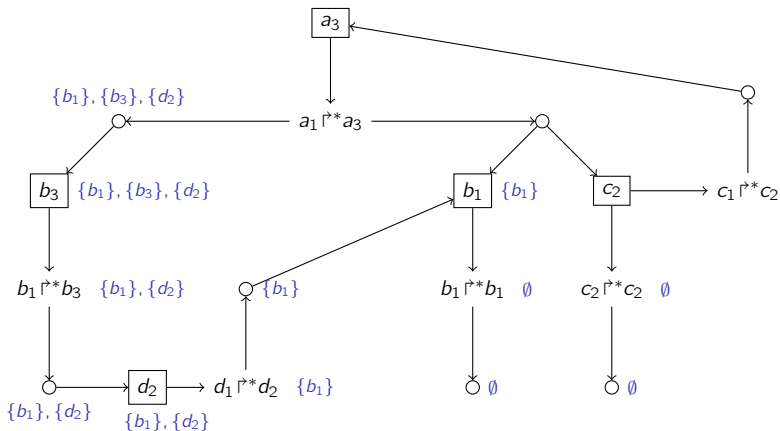 a₃
{b₁}, {b₃}, {d₂}
a₁ ↱* a₃
b₃ {b₁}, {b₃}, {d₂}
b₁ {b₁}
c₂
c₁ ↱* c₂
b₁ ↱* b₃ {b₁}, {d₂}
{b₁}
b₁ ↱* b₁ ∅
c₂ ↱* c₂ ∅
{b₁}, {d₂}
d₂
{b₁}, {d₂}
d₁ ↱* d₂ {b₁}
∅
∅